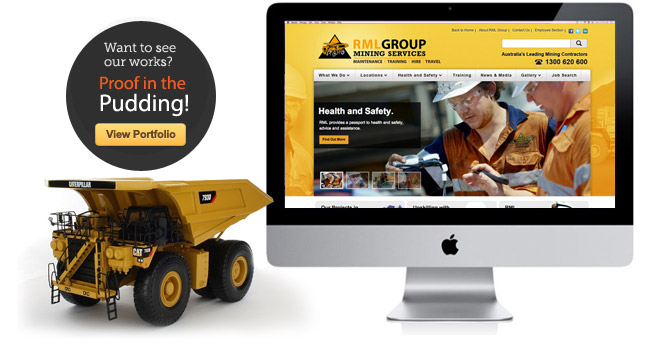 Want to see
our works?
Proof in the
Pudding!
View Portfolio
CATERPILLAR
793D
CAT
Back to Home | About RML Group | Contact Us | Employee Section |
RMLGROUP
MINING SERVICES
MAINTENANCE | TRAINING | HIRE | TRAVEL
Australia's Leading Mining Contractors
1300 620 600
What We Do
Locations
Health and Safety
Training
News & Media
Gallery
Job Search
Health and Safety.
RML provides a passport to health and safety,
advice and assistance.
Find Out More
Our Projects in
Upskilling with
RML